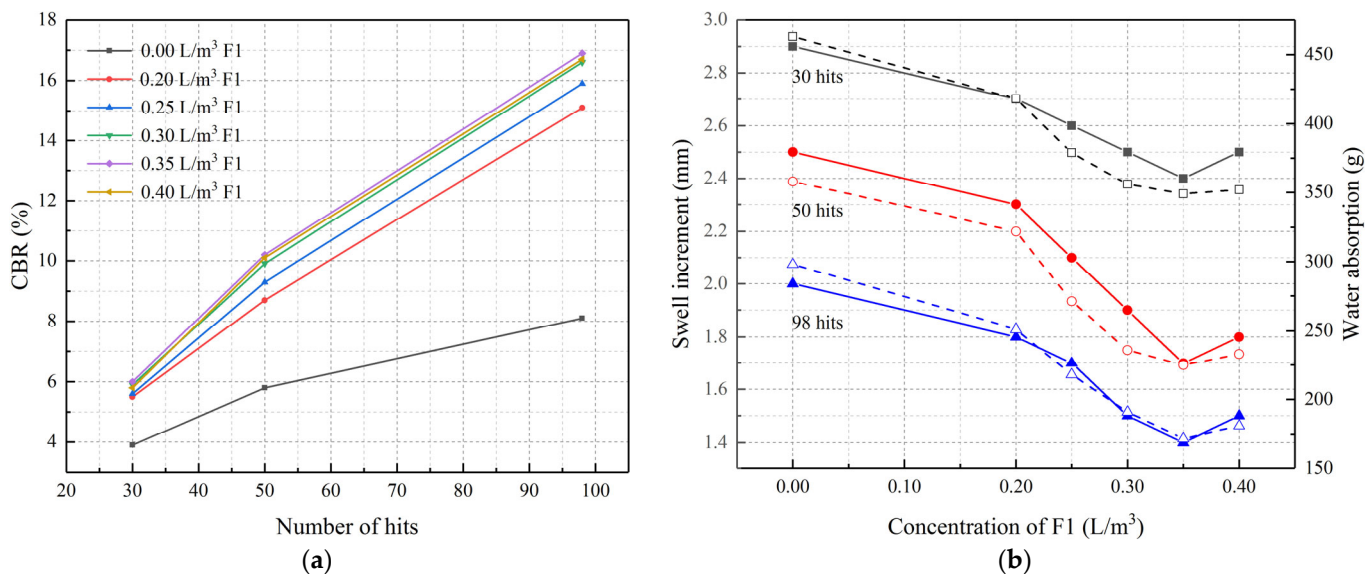 18
16
14
12
10
8
6
4
CBR (%)
0.00 L/m³ F1
0.20 L/m³ F1
0.25 L/m³ F1
0.30 L/m³ F1
0.35 L/m³ F1
0.40 L/m³ F1
20 30 40 50 60 70 80 90 100
Number of hits
(a)
3.0
2.8
2.6
2.4
2.2
2.0
1.8
1.6
1.4
Swell increment (mm)
30 hits
50 hits
98 hits
450
400
350
300
250
200
150
Water absorption (g)
0.00 0.10 0.20 0.30 0.40
Concentration of F1 (L/m³)
(b)